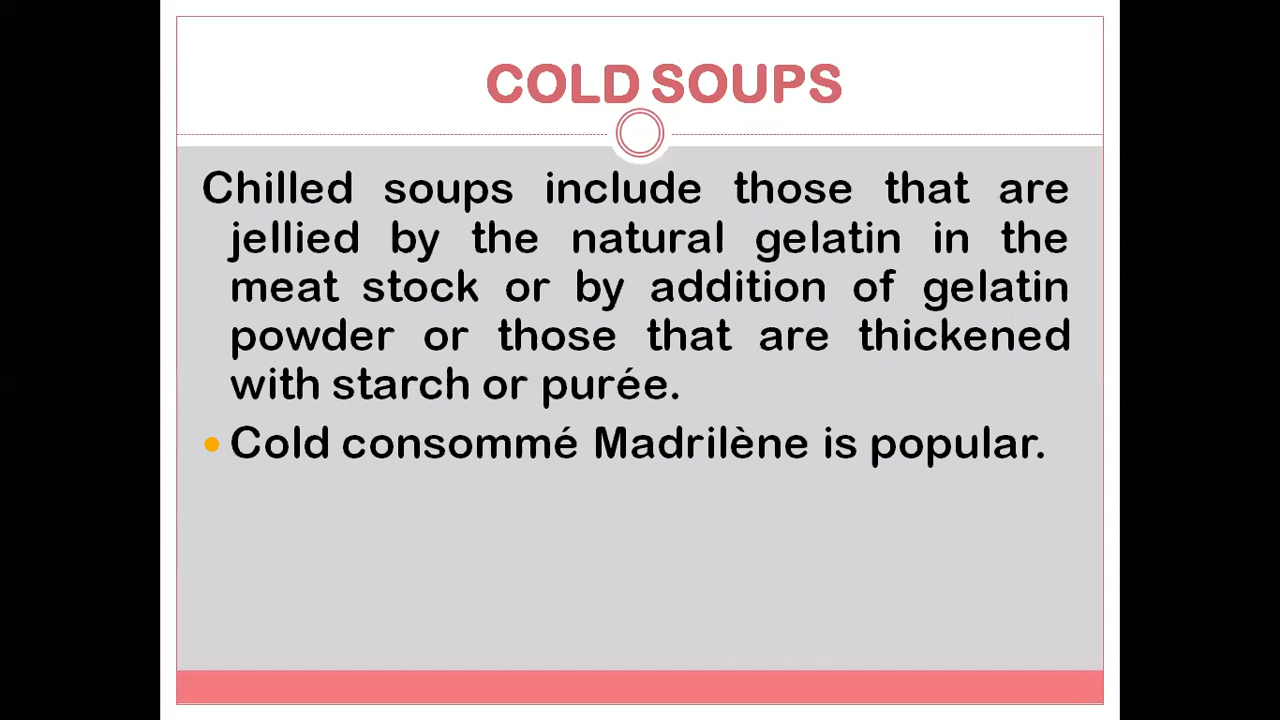 COLD SOUPS
Chilled soups include those that are
jellied by the natural gelatin in the
meat stock or by addition of gelatin
powder or those that are thickened
with starch or purée.
• Cold consommé Madrilène is popular.